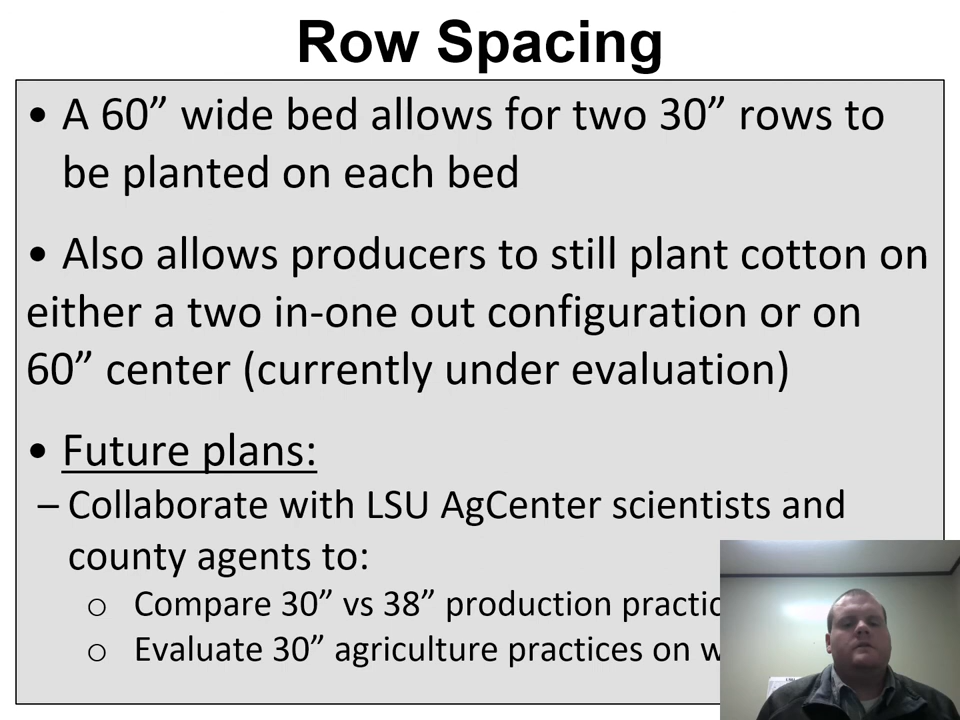 Row Spacing
• A 60” wide bed allows for two 30” rows to
be planted on each bed
• Also allows producers to still plant cotton on
either a two in-one out configuration or on
60” center (currently under evaluation)
• Future plans:
– Collaborate with LSU AgCenter scientists and
county agents to:
o Compare 30” vs 38” production
o Evaluate 30” agriculture practices on